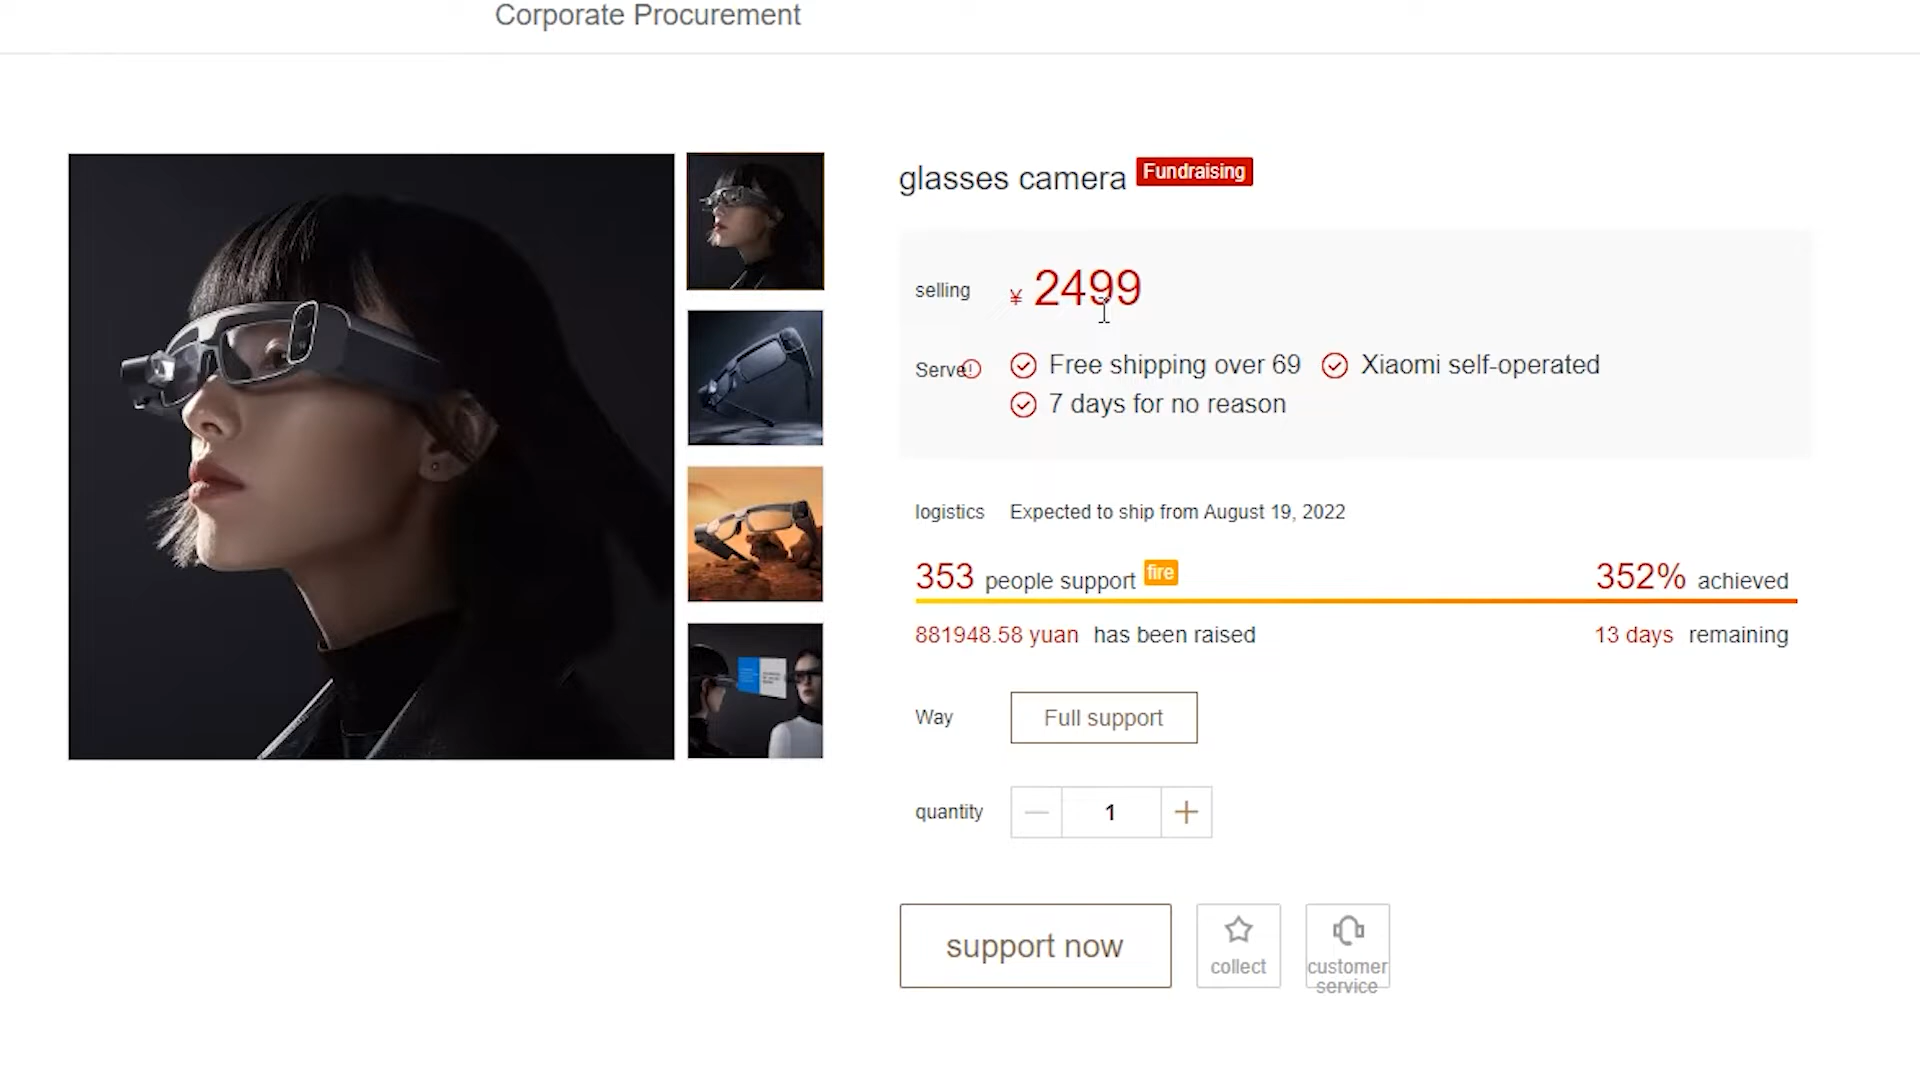 Corporate Procurement
glasses camera Fundraising
selling ¥ 2499
Serve Free shipping over 69 Xiaomi self-operated
7 days for no reason
logistics Expected to ship from August 19, 2022
353 people support fire 352% achieved
881948.58 yuan has been raised 13 days remaining
Way Full support
quantity 1
support now
collect
customer
service